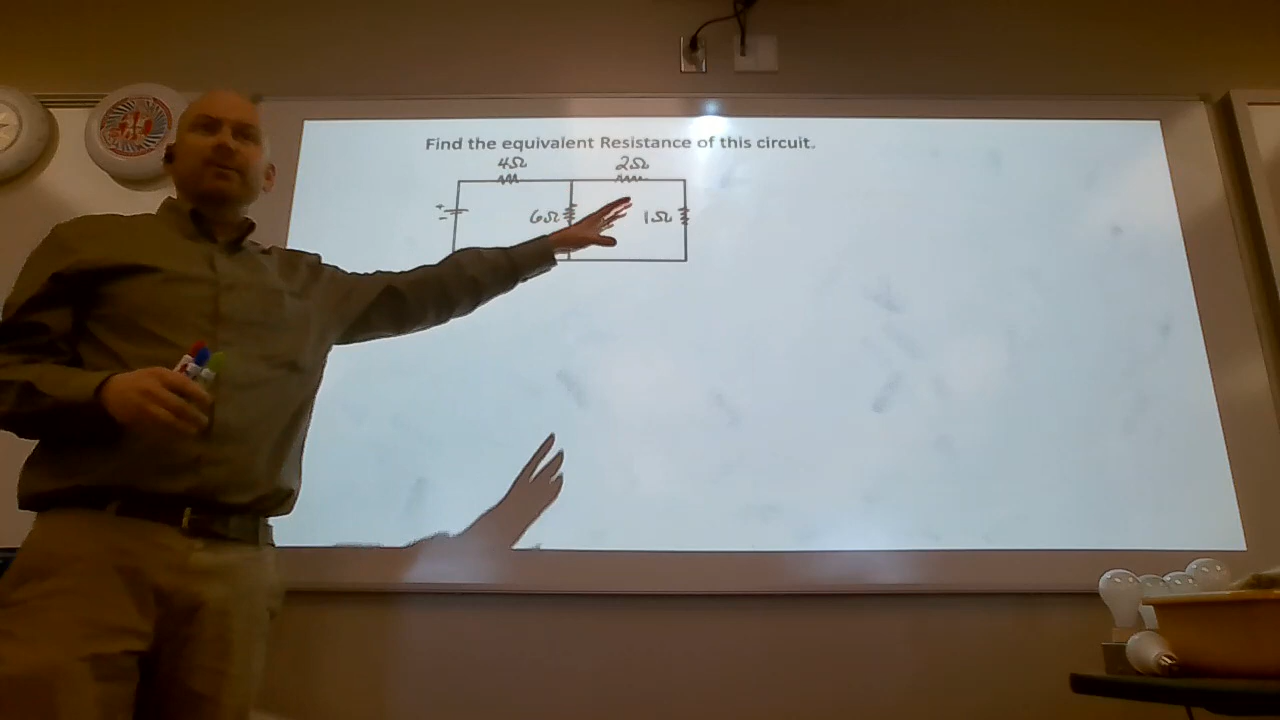 Find the equivalent Resistance of this circuit.
4Ω 2Ω
+
-
6Ω 1Ω